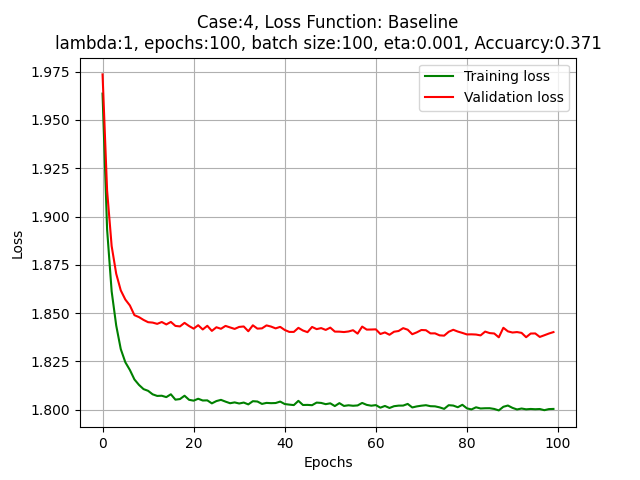 Case:4, Loss Function: Baseline
lambda:1, epochs:100, batch size:100, eta:0.001, Accuarcy:0.371
Training loss
Validation loss
1.975
1.950
1.925
1.900
1.875
1.850
1.825
1.800
Loss
0 20 40 60 80 100
Epochs